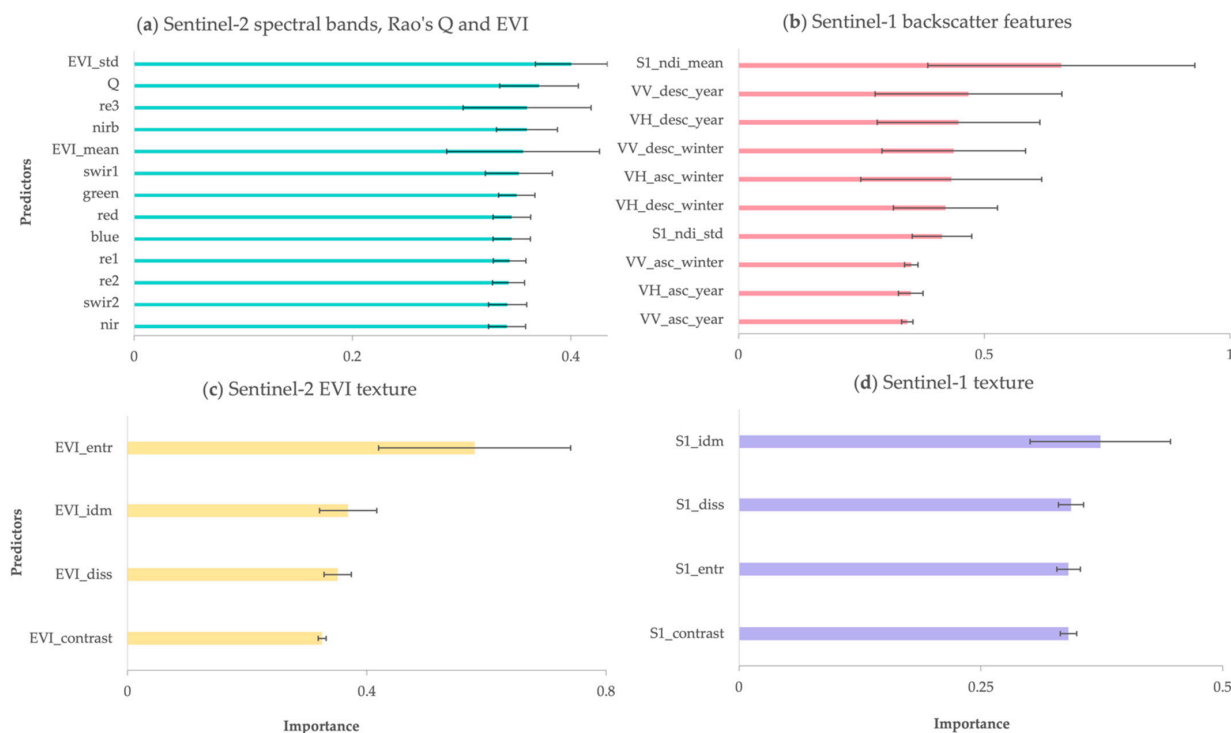 (a) Sentinel-2 spectral bands, Rao's Q and EVI
Predictors
EVI_std
Q
re3
nirb
EVI_mean
swir1
green
red
blue
re1
re2
swir2
nir
0 0.2 0.4
(b) Sentinel-1 backscatter features
S1_ndi_mean
VV_desc_year
VH_desc_year
VV_desc_winter
VH_asc_winter
VH_desc_winter
S1_ndi_std
VV_asc_winter
VH_asc_year
VV_asc_year
0 0.5 1
(c) Sentinel-2 EVI texture
Predictors
EVI_entr
EVI_idm
EVI_diss
EVI_contrast
0 0.4 0.8
Importance
(d) Sentinel-1 texture
S1_idm
S1_diss
S1_entr
S1_contrast
0 0.25 0.5
Importance